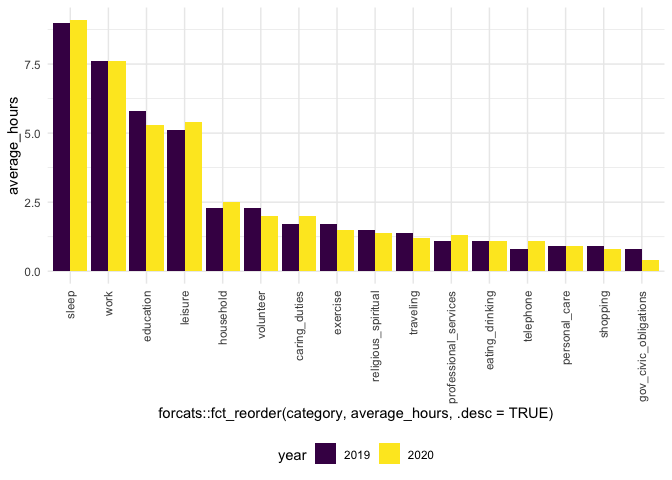 average_hours
7.5
5.0
2.5
0.0
sleep
work
education
leisure
household
volunteer
caring_duties
exercise
religious_spiritual
traveling
professional_services
eating_drinking
telephone
personal_care
shopping
gov_civic_obligations
forcats::fct_reorder(category, average_hours, .desc = TRUE)
year 2019 2020